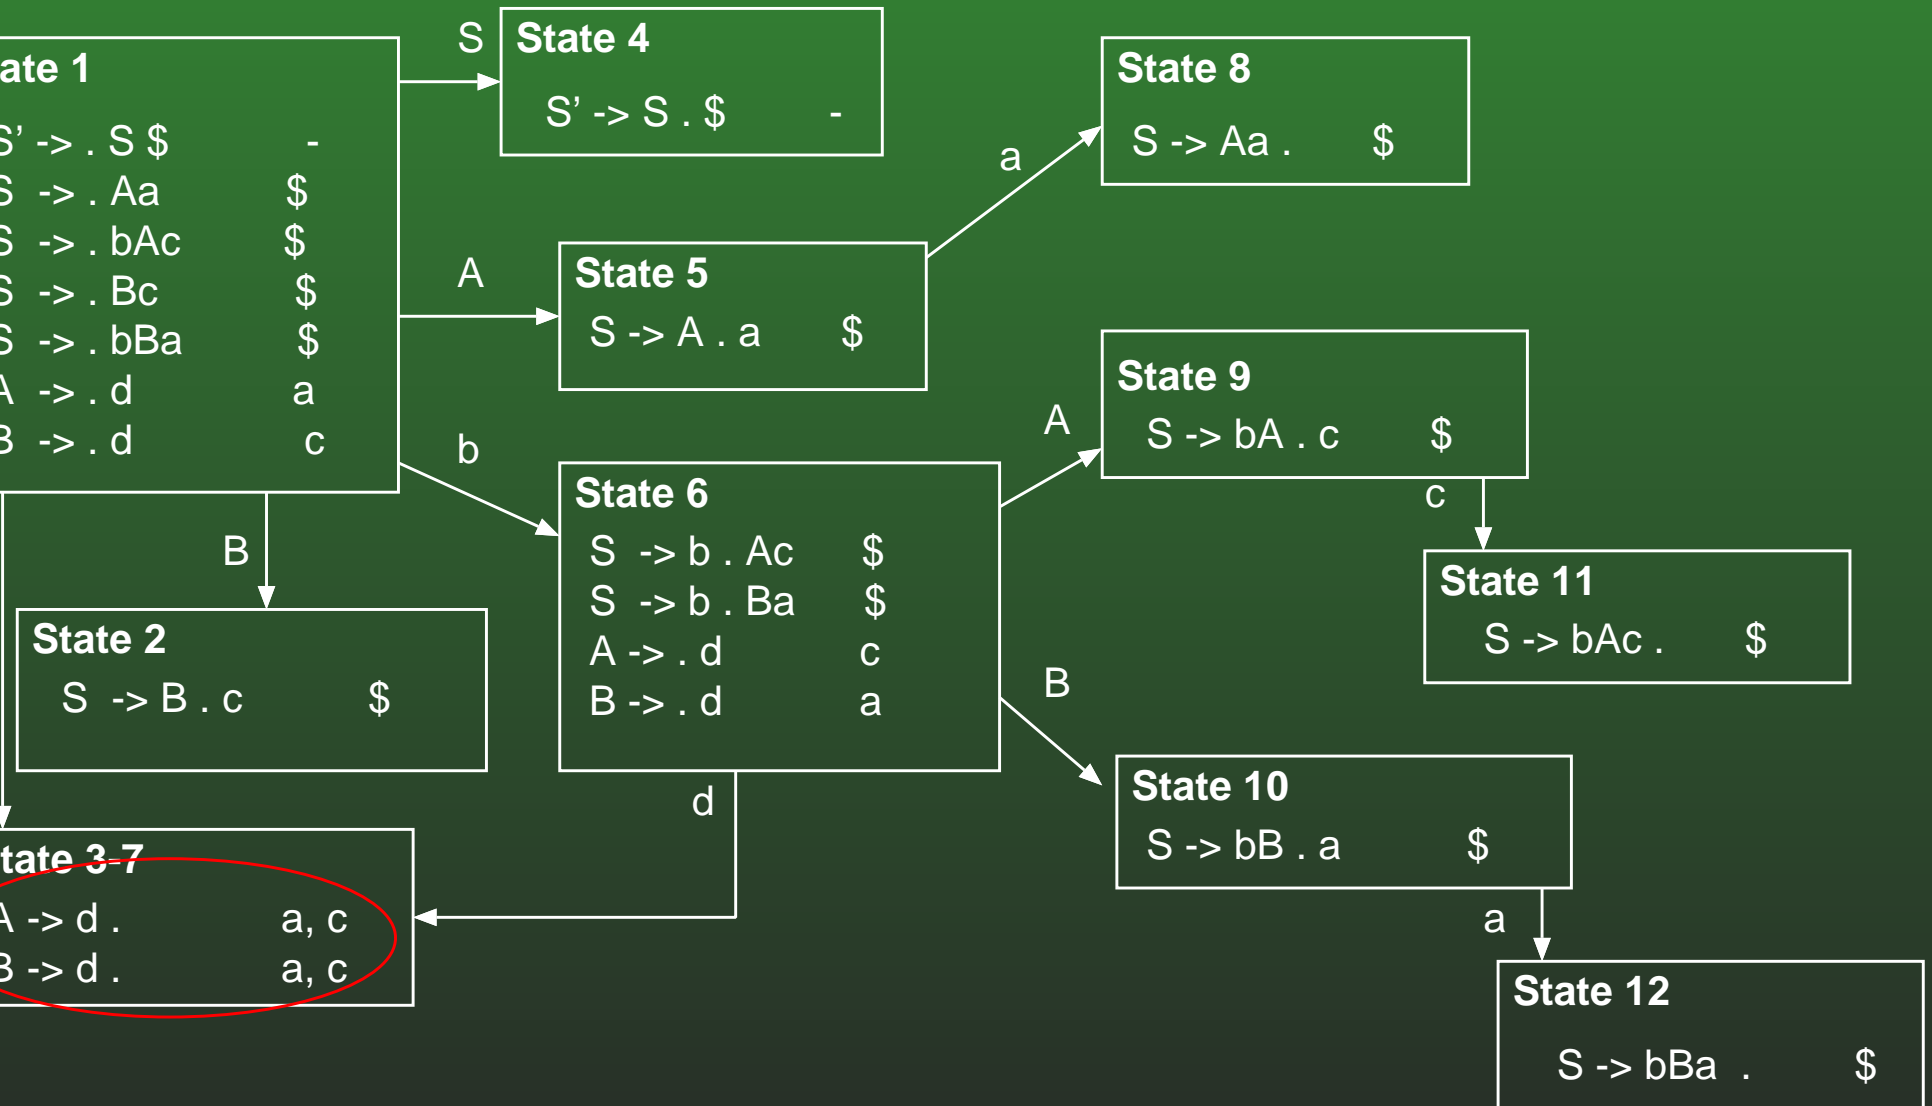 ate 1
S' -> . S $ -
S -> . Aa $
S -> . bAc $
S -> . Bc $
S -> . bBa $
A -> . d a
B -> . d c
S
State 4
S' -> S . $ -
A
State 5
S -> A . a $
a
State 8
S -> Aa . $
b
State 6
S -> b . Ac $
S -> b . Ba $
A -> . d c
B -> . d a
A
State 9
S -> bA . c $
c
State 11
S -> bAc . $
B
State 2
S -> B . c $
B
State 10
S -> bB . a $
d
tate 3-7
A -> d . a, c
B -> d . a, c
a
State 12
S -> bBa . $